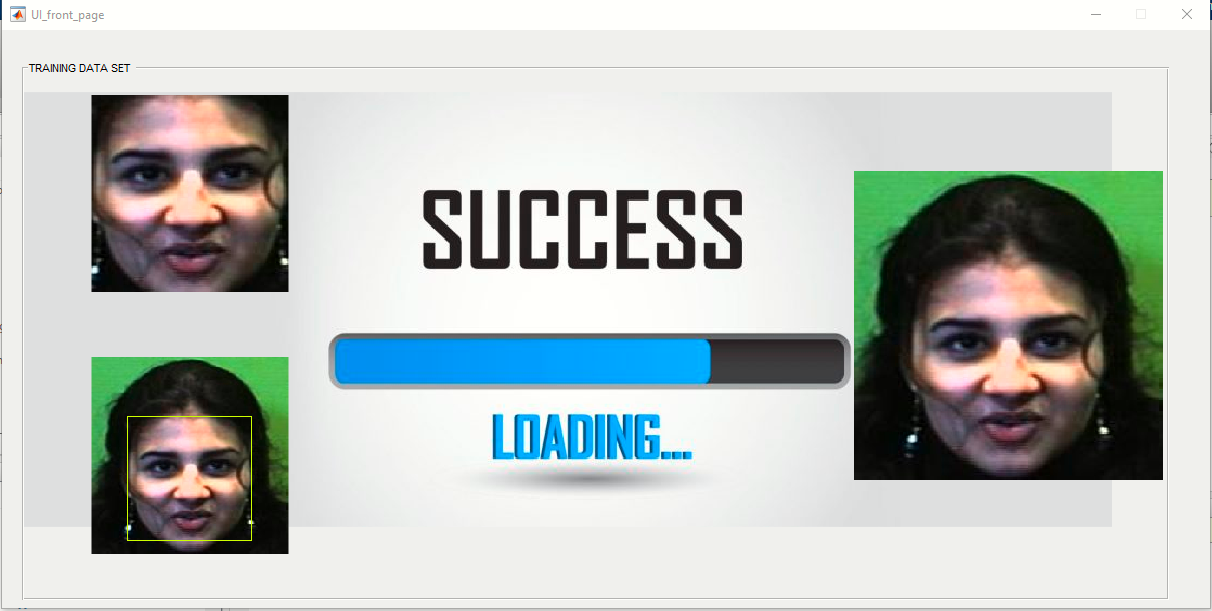 UI_front_page
TRAINING DATA SET
SUCCESS
LOADING...